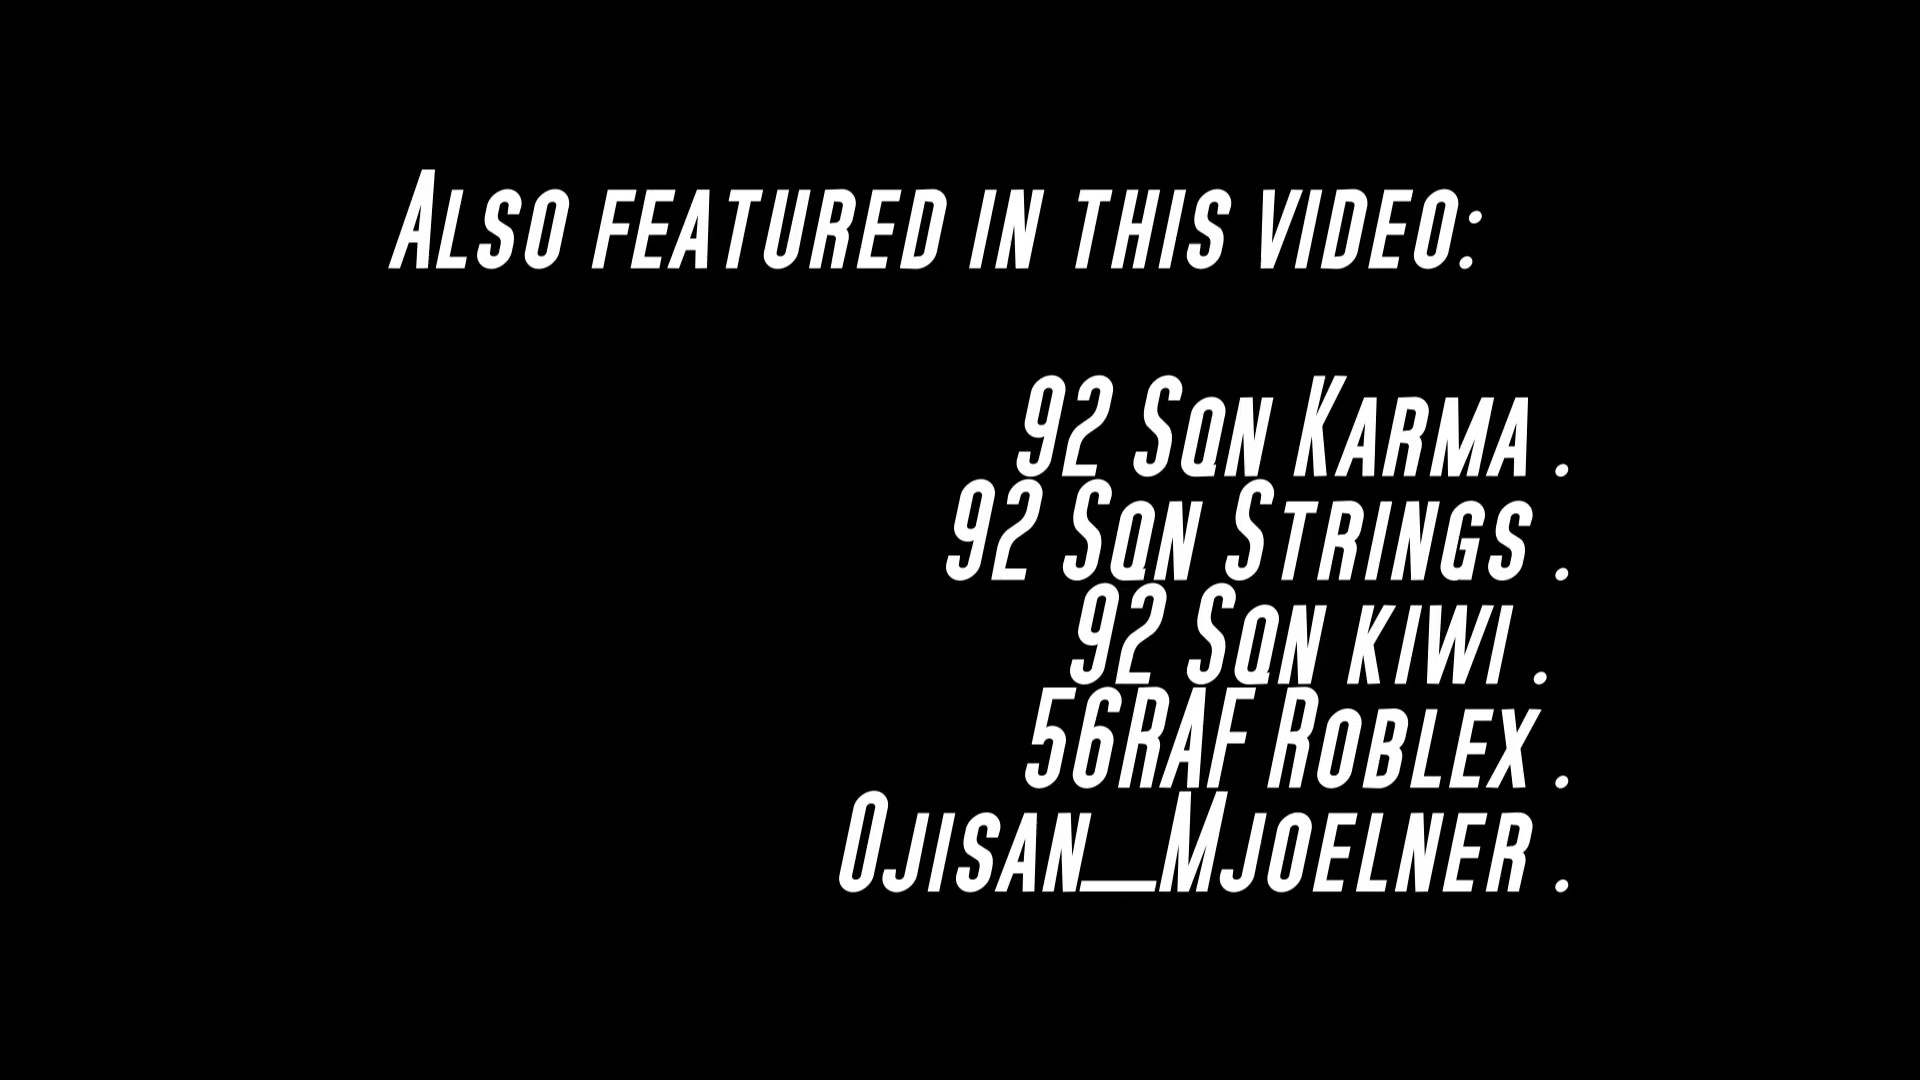 Also featured in this video:
92 Sqn Karma .
92 Sqn Strings .
92 Sqn kiwi .
56RAF Roblex .
Ojisan_Mjoelner .